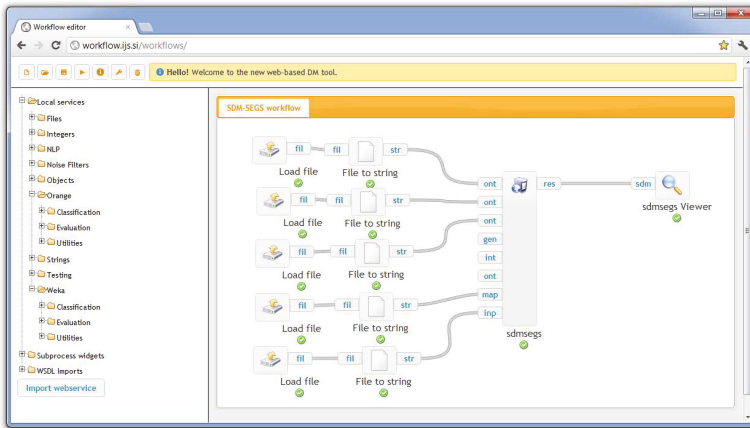 Workflow editor
workflow.ijs.si/workflows/
Hello! Welcome to the new web-based DM tool.
Local services
Files
Integers
NLP
Noise Filters
Objects
Orange
Classification
Evaluation
Utilities
Strings
Testing
Weka
Classification
Evaluation
Utilities
Subprocess widgets
WSDL Imports
Import webservice
SDM-SEGS workflow
fil fil str
Load file File to string
fil fil str
Load file File to string
fil fil str
Load file File to string
fil fil str
Load file File to string
fil fil str
Load file File to string
ont
ont
ont
gen
int
ont
map
inp
res
sdmsegs
sdm
sdmsegs Viewer